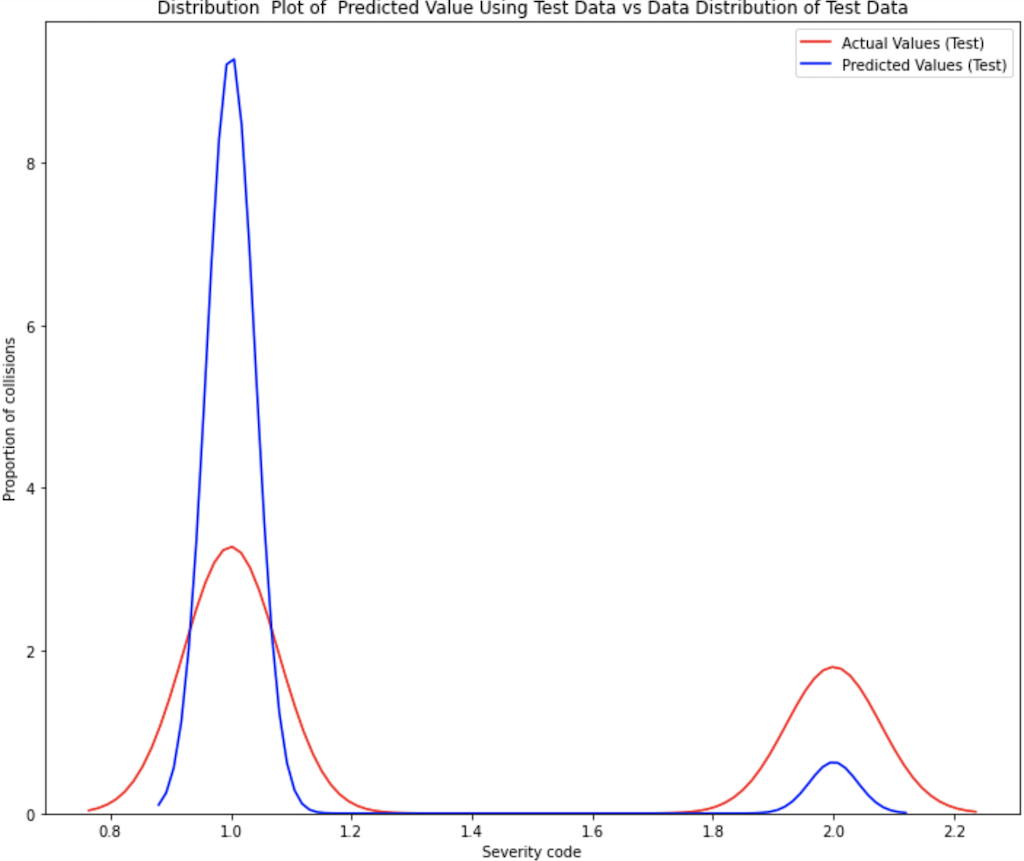 Distribution  Plot of  Predicted Value Using Test Data vs Data Distribution of Test Data
Actual Values (Test)
Predicted Values (Test)
Proportion of collisions
8
6
4
2
0
0.8 1.0 1.2 1.4 1.6 1.8 2.0 2.2
Severity code